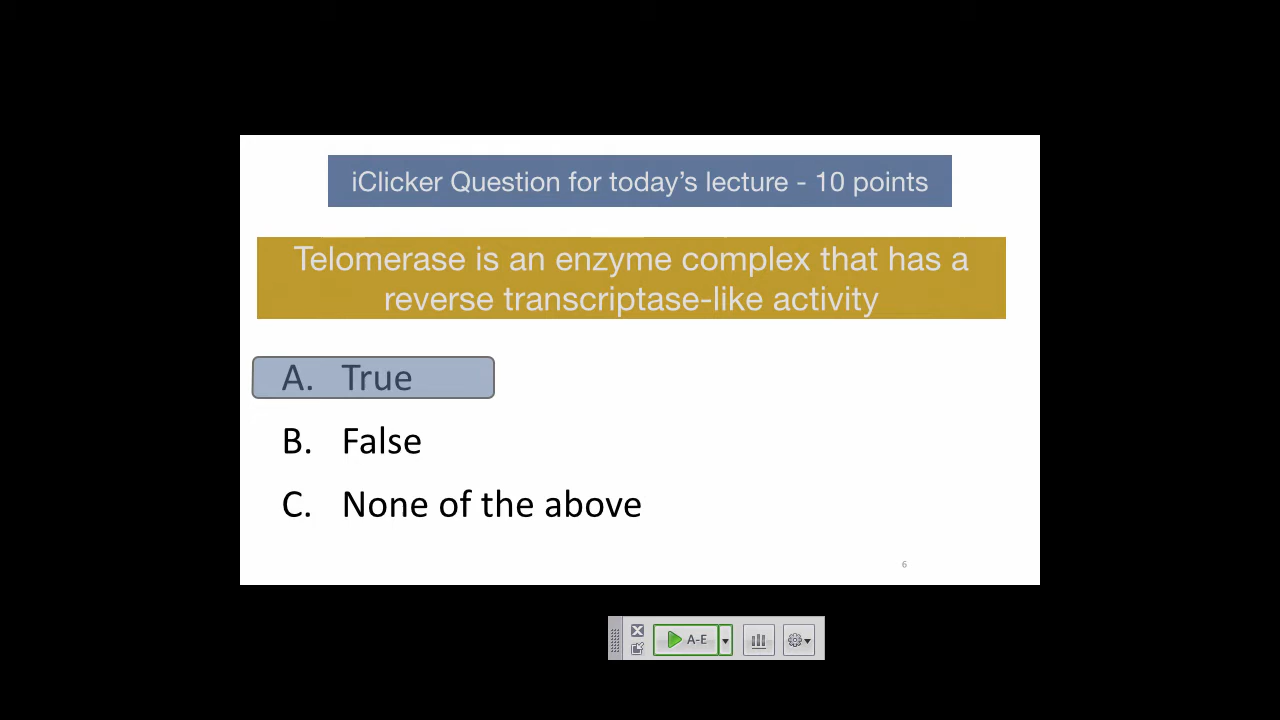 iClicker Question for today’s lecture - 10 points
Telomerase is an enzyme complex that has a
reverse transcriptase-like activity
A. True
B. False
C. None of the above
6
A-E